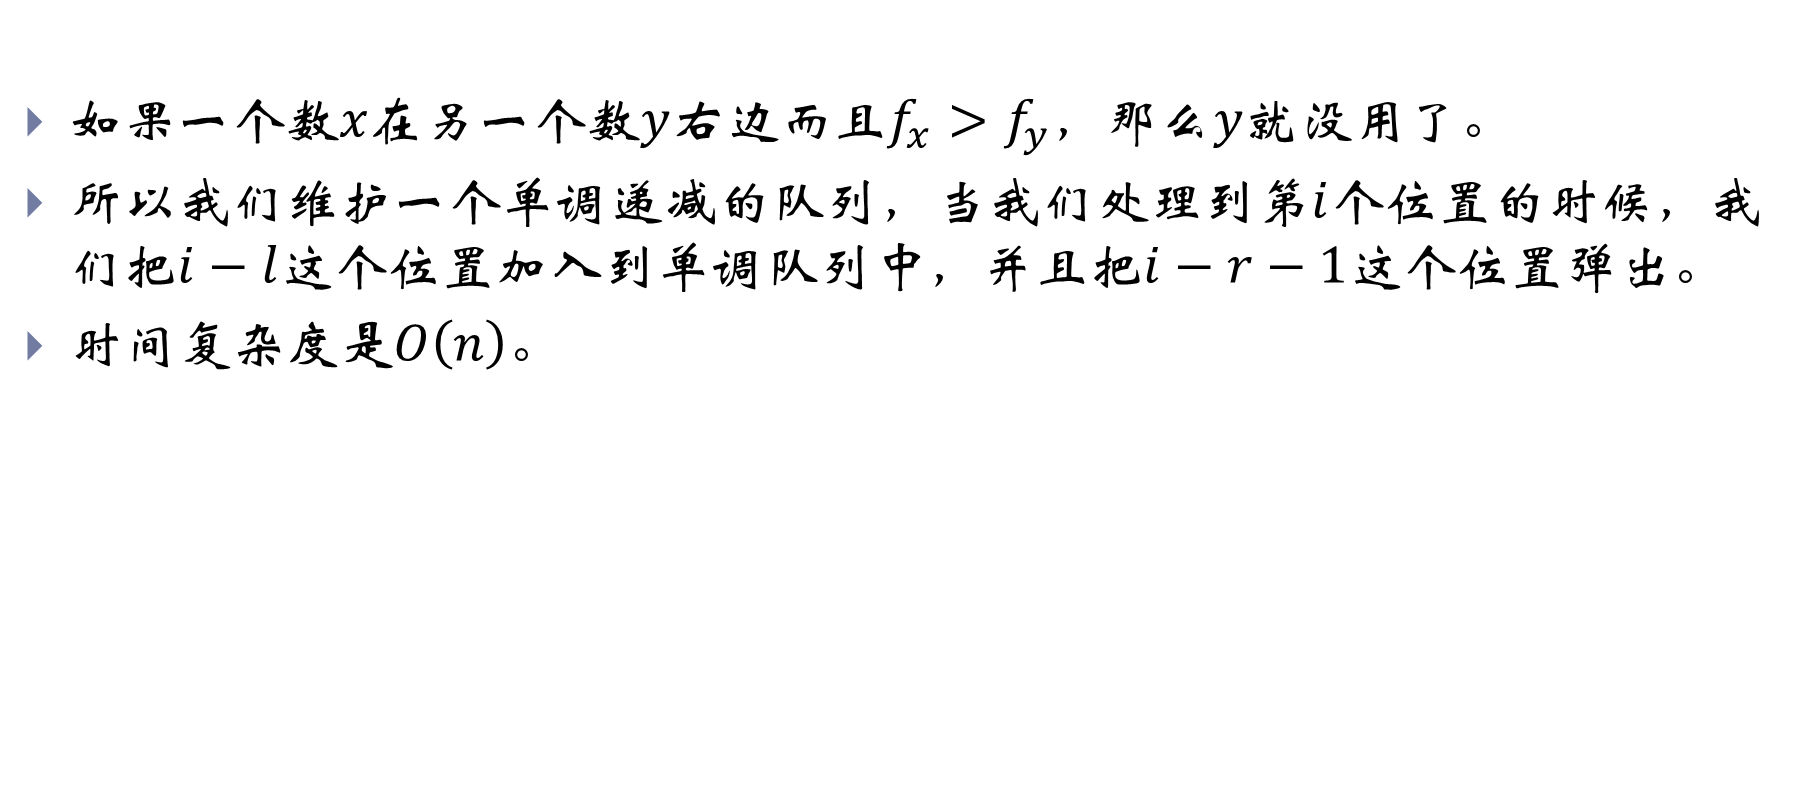 如果一个数x在另一个数y右边而且f_x > f_y，那么y就没用了。
所以我们维护一个单调递减的队列，当我们处理到第i个位置的时候，我
们把i − l这个位置加入到单调队列中，并且把i − r − 1这个位置弹出。
时间复杂度是O(n)。